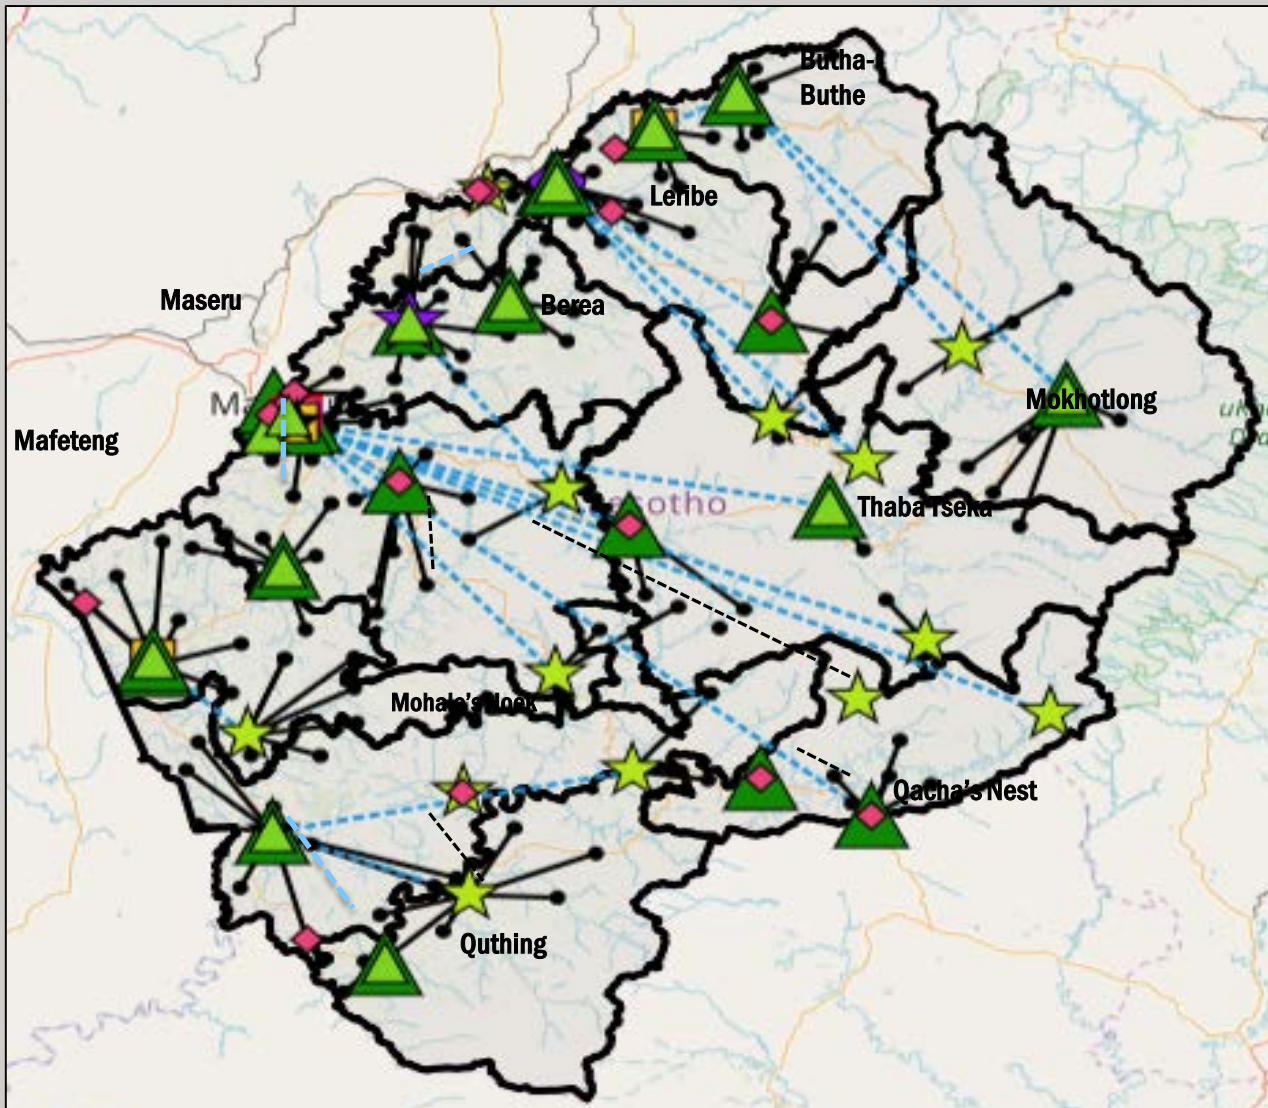 Butha-
Buthe
Leribe
Maseru
Berea
Mokhotlong
Mafeteng
Thaba Tseka
Mohale's Hoek
Qacha's Nest
Quthing